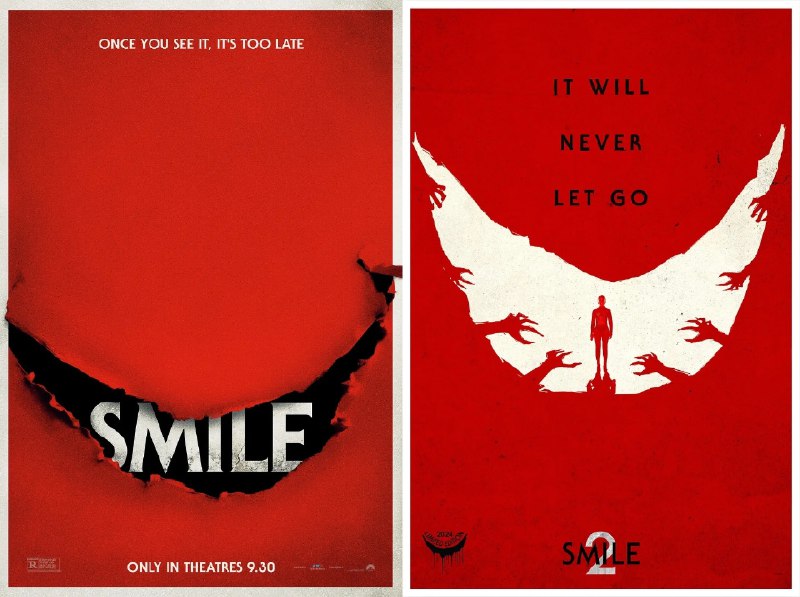 ONCE YOU SEE IT, IT'S TOO LATE
SMILE
R
ONLY IN THEATRES 9.30
IT WILL
NEVER
LET GO
2024
SMILE
2